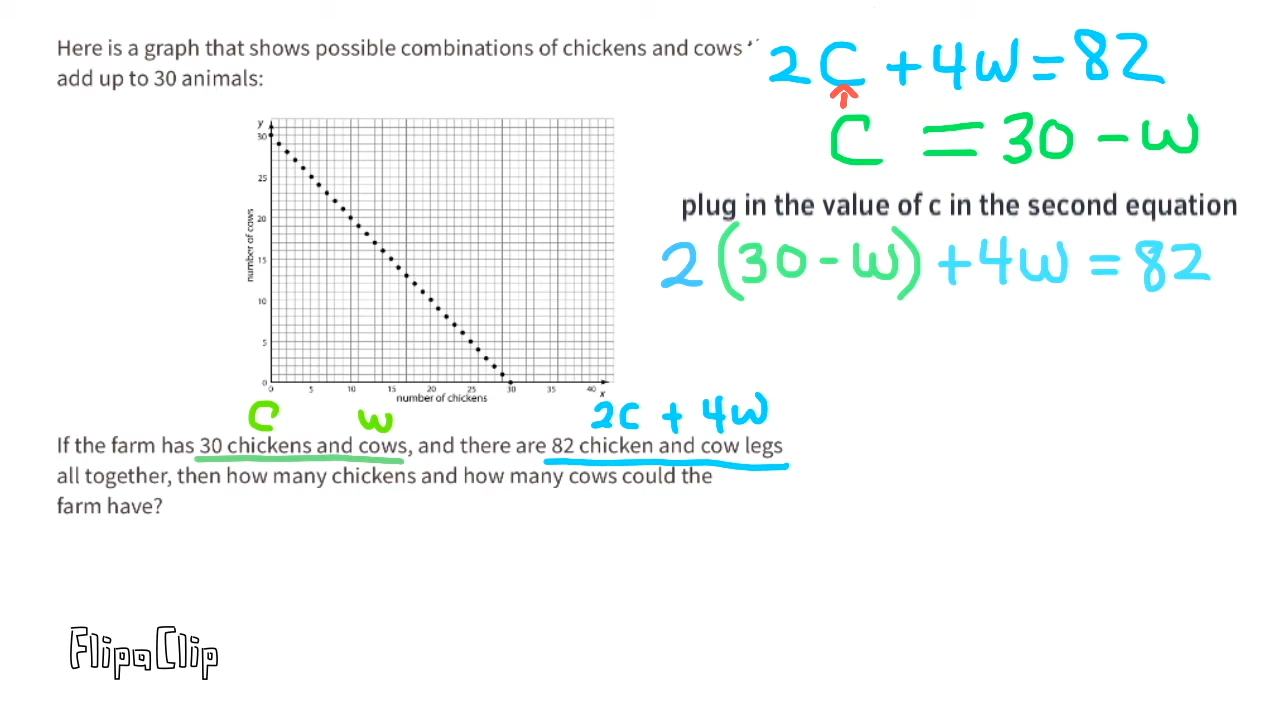 Here is a graph that shows possible combinations of chickens and cows
add up to 30 animals:
2C + 4W = 82
C = 30 - W
plug in the value of c in the second equation
2 (30 - W) + 4W = 82
y
30
25
20
15
10
5
0
number of cows
0 5 10 15 20 25 30 35 40 x
number of chickens
C W 2C + 4W
If the farm has 30 chickens and cows, and there are 82 chicken and cow legs
all together, then how many chickens and how many cows could the
farm have?
FlipaClip